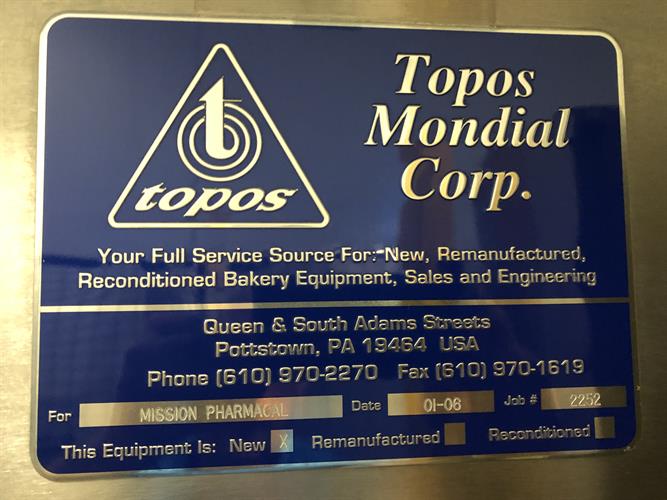 t
topos
Topos
Mondial
Corp.
Your Full Service Source For: New, Remanufactured,
Reconditioned Bakery Equipment, Sales and Engineering
Queen & South Adams Streets
Pottstown, PA 19464 USA
Phone (610) 970-2270 Fax (610) 970-1619
For MISSION PHARMACAL Date 01-06 Job # 2252
This Equipment Is: New X Remanufactured Reconditioned